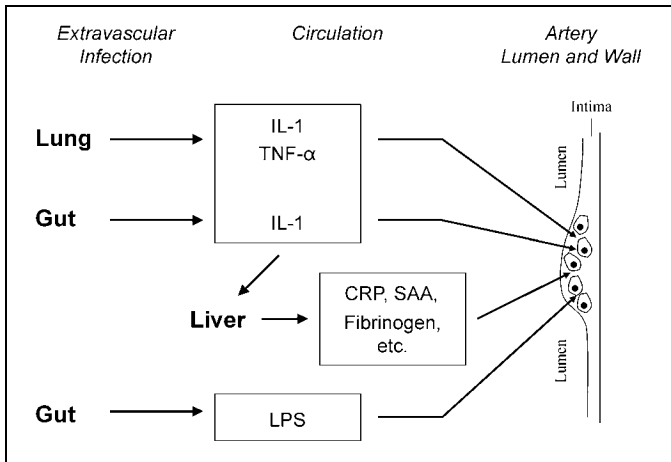 Extravascular
Infection
Circulation
Artery
Lumen and Wall
Intima
Lung
IL-1
TNF-α
Lumen
Gut
IL-1
Liver
CRP, SAA,
Fibrinogen,
etc.
Lumen
Gut
LPS